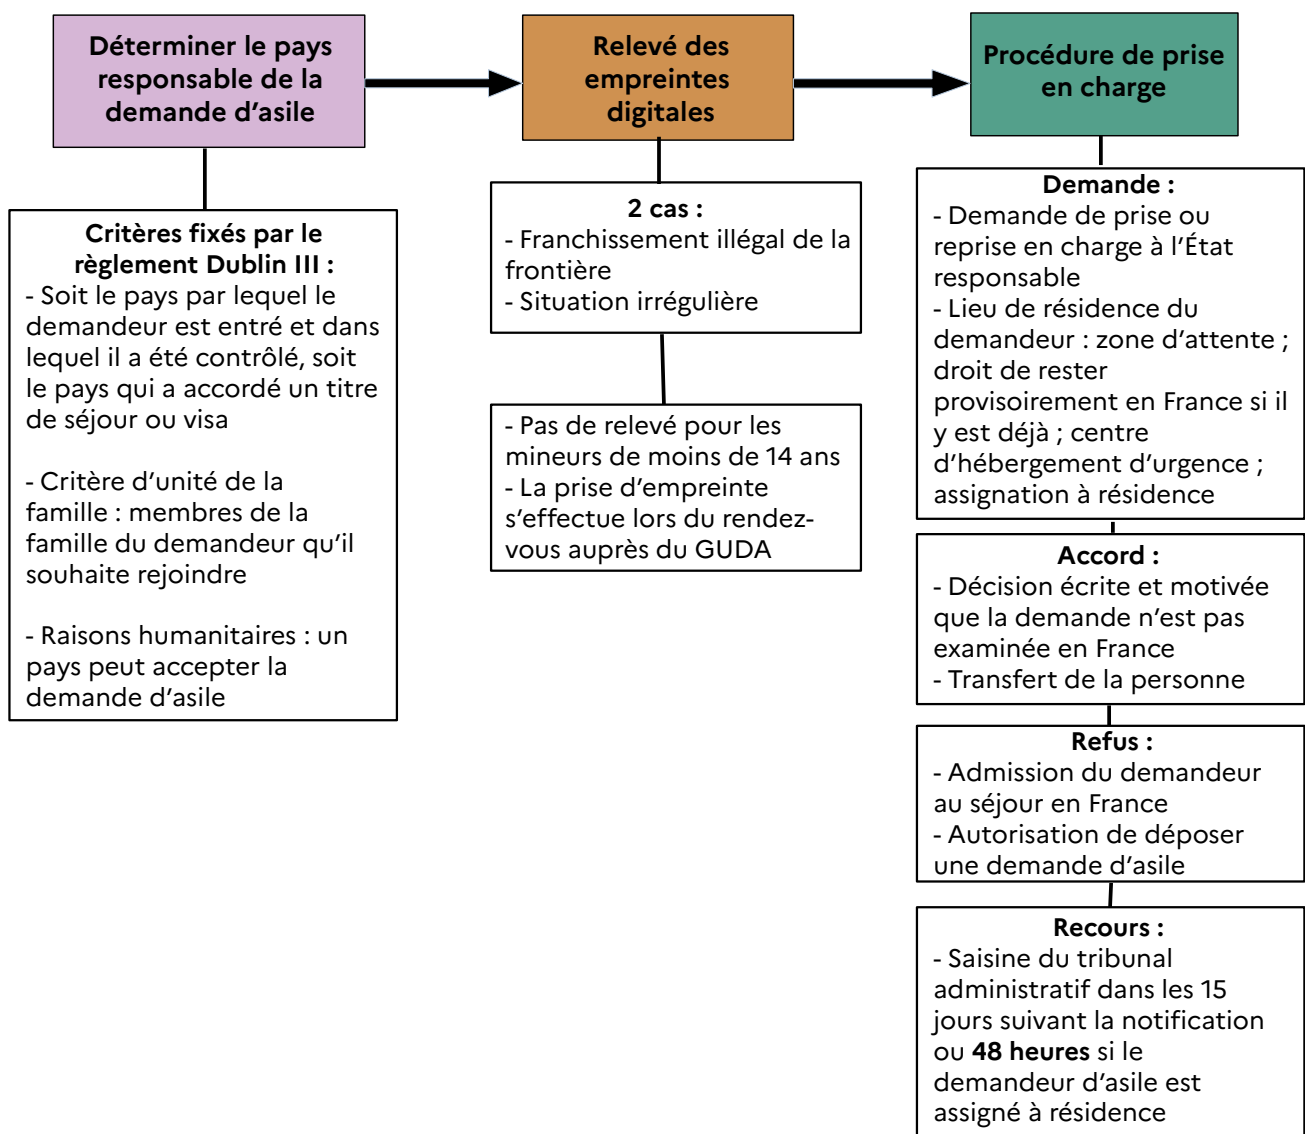 Déterminer le pays
responsable de la
demande d'asile
Relevé des
empreintes
digitales
Procédure de prise
en charge
Critères fixés par le
règlement Dublin III :
- Soit le pays par lequel le
demandeur est entré et dans
lequel il a été contrôlé, soit
le pays qui a accordé un titre
de séjour ou visa
- Critère d'unité de la
famille : membres de la
famille du demandeur qu'il
souhaite rejoindre
- Raisons humanitaires : un
pays peut accepter la
demande d'asile
2 cas :
- Franchissement illégal de la
frontière
- Situation irrégulière
- Pas de relevé pour les
mineurs de moins de 14 ans
- La prise d'empreinte
s'effectue lors du rendez-
vous auprès du GUDA
Demande :
- Demande de prise ou
reprise en charge à l'État
responsable
- Lieu de résidence du
demandeur : zone d'attente ;
droit de rester
provisoirement en France si il
y est déjà ; centre
d'hébergement d'urgence ;
assignation à résidence
Accord :
- Décision écrite et motivée
que la demande n'est pas
examinée en France
- Transfert de la personne
Refus :
- Admission du demandeur
au séjour en France
- Autorisation de déposer
une demande d'asile
Recours :
- Saisine du tribunal
administratif dans les 15
jours suivant la notification
ou 48 heures si le
demandeur d'asile est
assigné à résidence